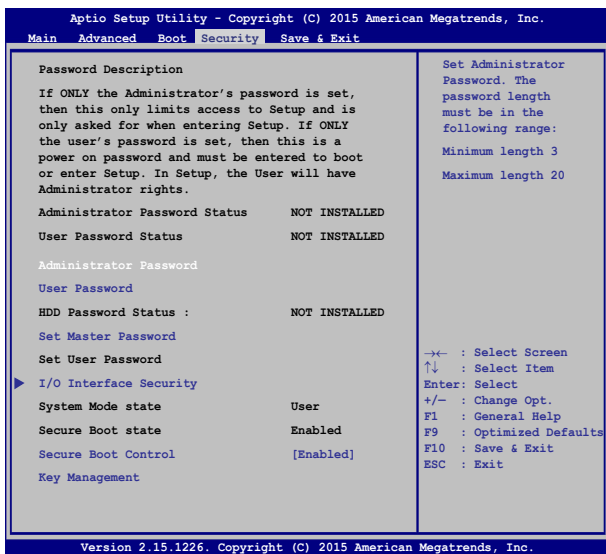 Aptio Setup Utility - Copyright (C) 2015 American Megatrends, Inc.
Main Advanced Boot Security Save & Exit
Password Description
If ONLY the Administrator's password is set,
then this only limits access to Setup and is
only asked for when entering Setup. If ONLY
the user's password is set, then this is a
power on password and must be entered to boot
or enter Setup. In Setup, the User will have
Administrator rights.
Administrator Password Status NOT INSTALLED
User Password Status NOT INSTALLED
Administrator Password
User Password
HDD Password Status : NOT INSTALLED
Set Master Password
Set User Password
I/O Interface Security
System Mode state User
Secure Boot state Enabled
Secure Boot Control [Enabled]
Key Management
Set Administrator
Password. The
password length
must be in the
following range:
Minimum length 3
Maximum length 20
→← : Select Screen
↑↓ : Select Item
Enter: Select
+/— : Change Opt.
F1 : General Help
F9 : Optimized Defaults
F10 : Save & Exit
ESC : Exit
Version 2.15.1226. Copyright (C) 2015 American Megatrends, Inc.